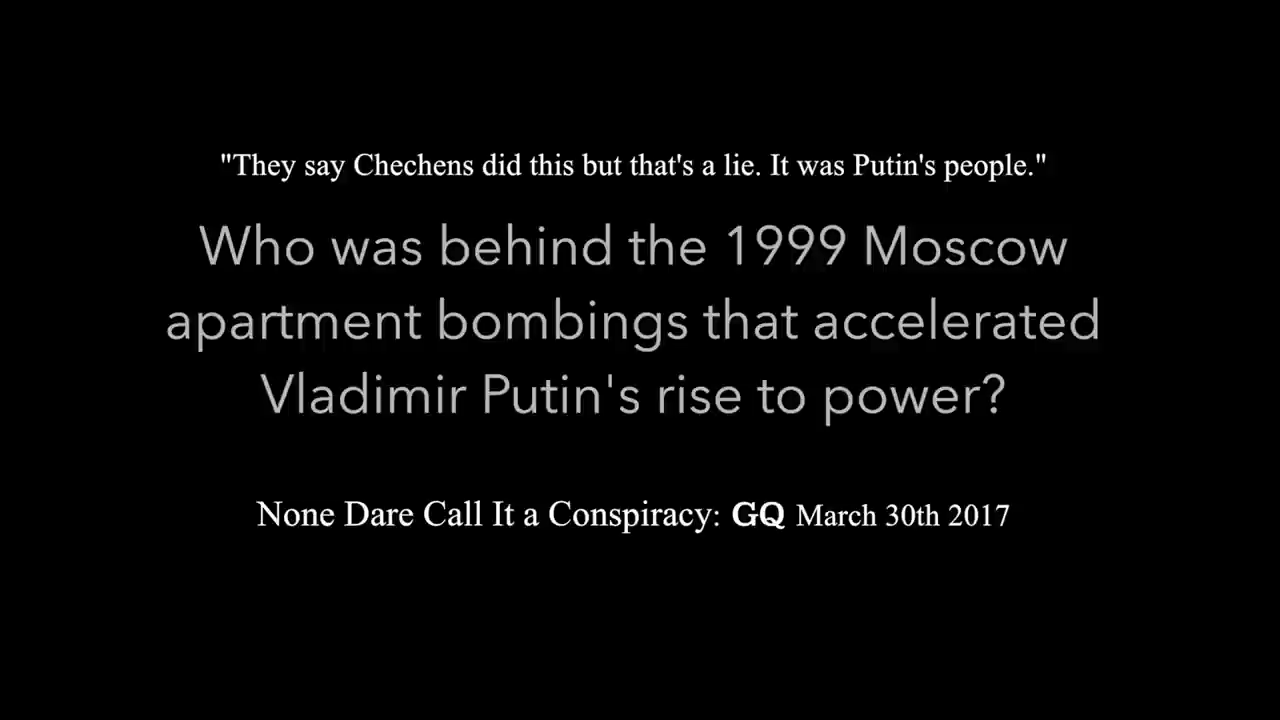 "They say Chechens did this but that's a lie. It was Putin's people."
Who was behind the 1999 Moscow
apartment bombings that accelerated
Vladimir Putin's rise to power?
None Dare Call It a Conspiracy: GQ March 30th 2017